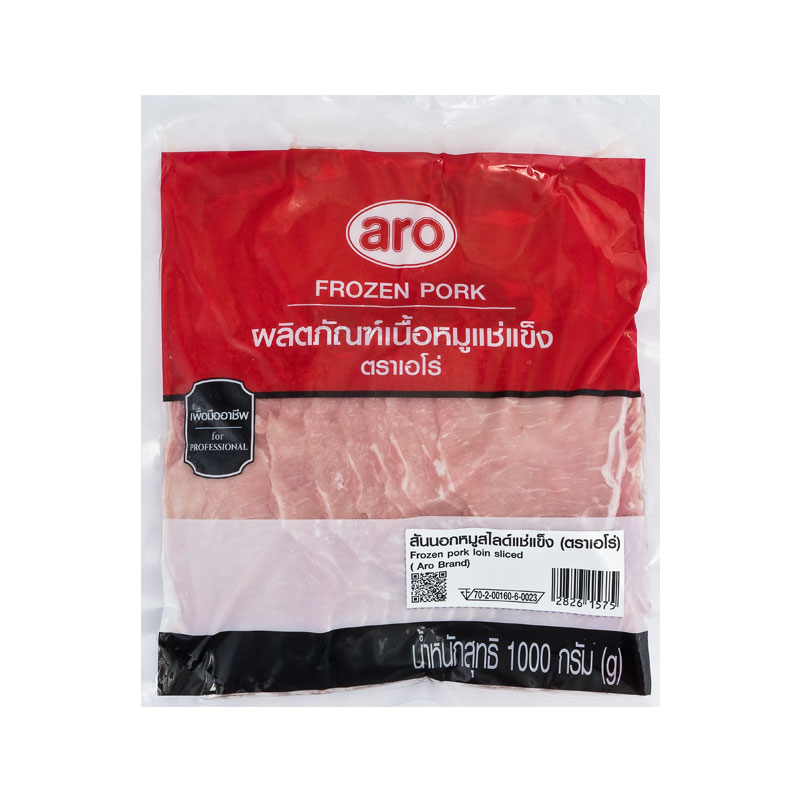 aro
FROZEN PORK
ผลิตภัณฑ์เนื้อหมูแช่แข็ง
ตราเอโร่
เพื่อมืออาชีพ
for
PROFESSIONAL
สันนอกหมูสไลด์แช่แข็ง (ตราเอโร่)
Frozen pork loin sliced
( Aro Brand)
70-2-00160-6-0023
2826 1575
น้ำหนักสุทธิ 1000 กรัม (g)